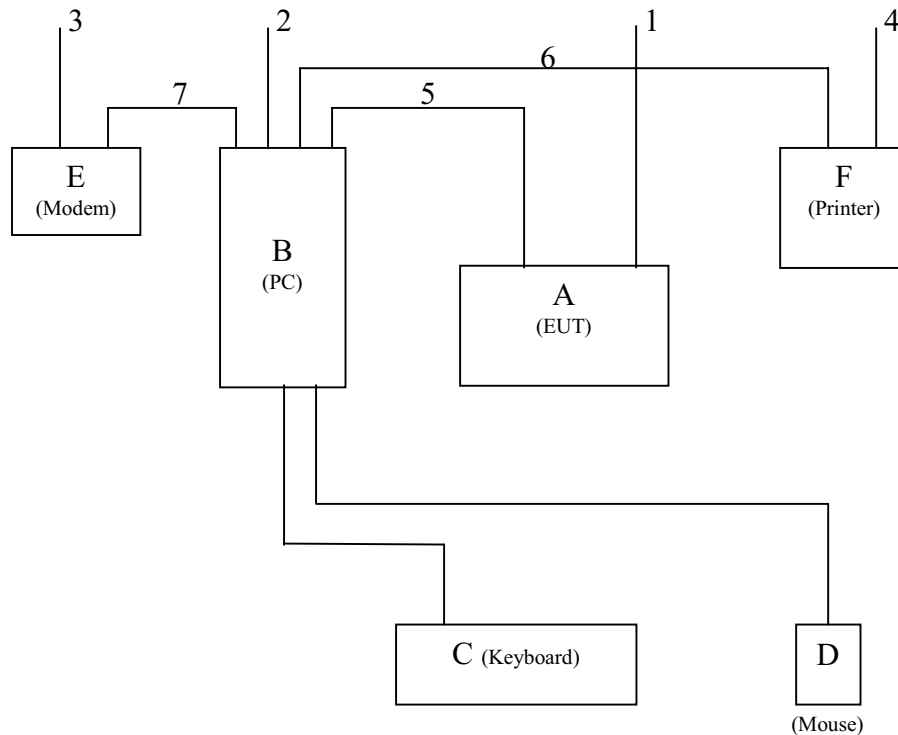 3
2
1
4
6
7
5
E
(Modem)
F
(Printer)
B
(PC)
A
(EUT)
C (Keyboard)
D
(Mouse)